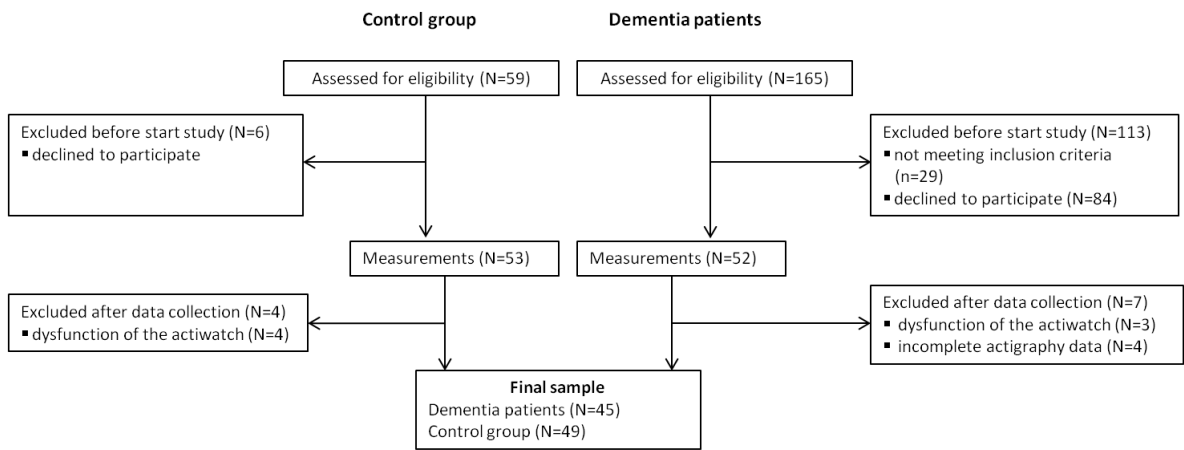 Control group
Dementia patients
Assessed for eligibility (N=59)
Assessed for eligibility (N=165)
Excluded before start study (N=6)
▪ declined to participate
Excluded before start study (N=113)
▪ not meeting inclusion criteria
(n=29)
▪ declined to participate (N=84)
Measurements (N=53)
Measurements (N=52)
Excluded after data collection (N=4)
▪ dysfunction of the actiwatch (N=4)
Excluded after data collection (N=7)
▪ dysfunction of the actiwatch (N=3)
▪ incomplete actigraphy data (N=4)
Final sample
Dementia patients (N=45)
Control group (N=49)